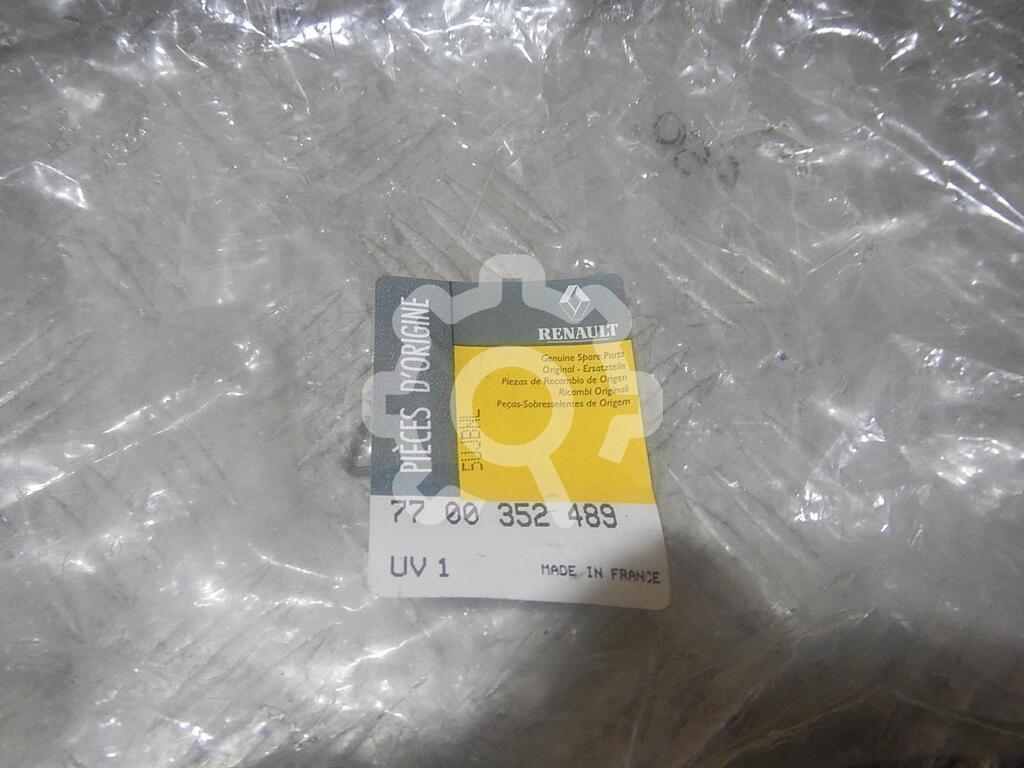 PIÈCES D'ORIGINE
RENAULT
Genuine Spare Parts
Original - Ersatzteile
Piezas de Recambio de Origen
Ricambi Originali
Peças-Sobresselentes de Origem
77 00 352 489
UV 1
MADE IN FRANCE